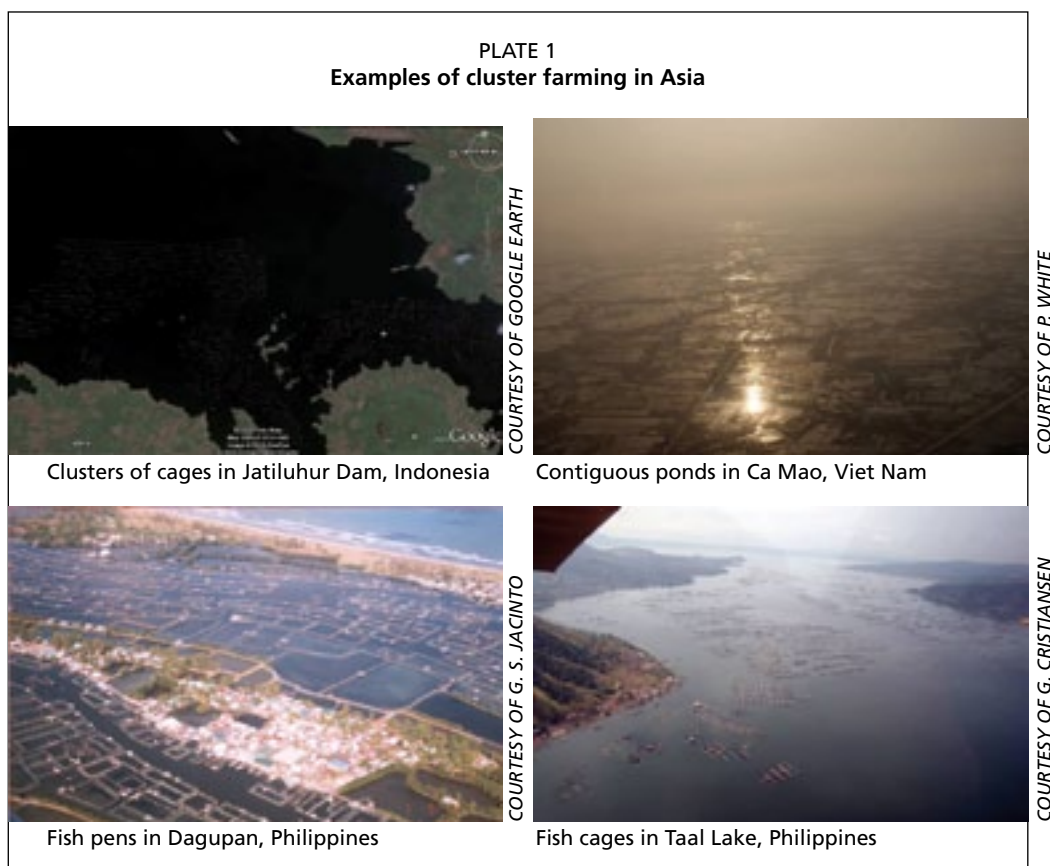 PLATE 1
Examples of cluster farming in Asia
COURTESY OF GOOGLE EARTH
COURTESY OF P. WHITE
Clusters of cages in Jatiluhur Dam, Indonesia
Contiguous ponds in Ca Mao, Viet Nam
COURTESY OF G. S. JACINTO
COURTESY OF G. CRISTIANSEN
Fish pens in Dagupan, Philippines
Fish cages in Taal Lake, Philippines